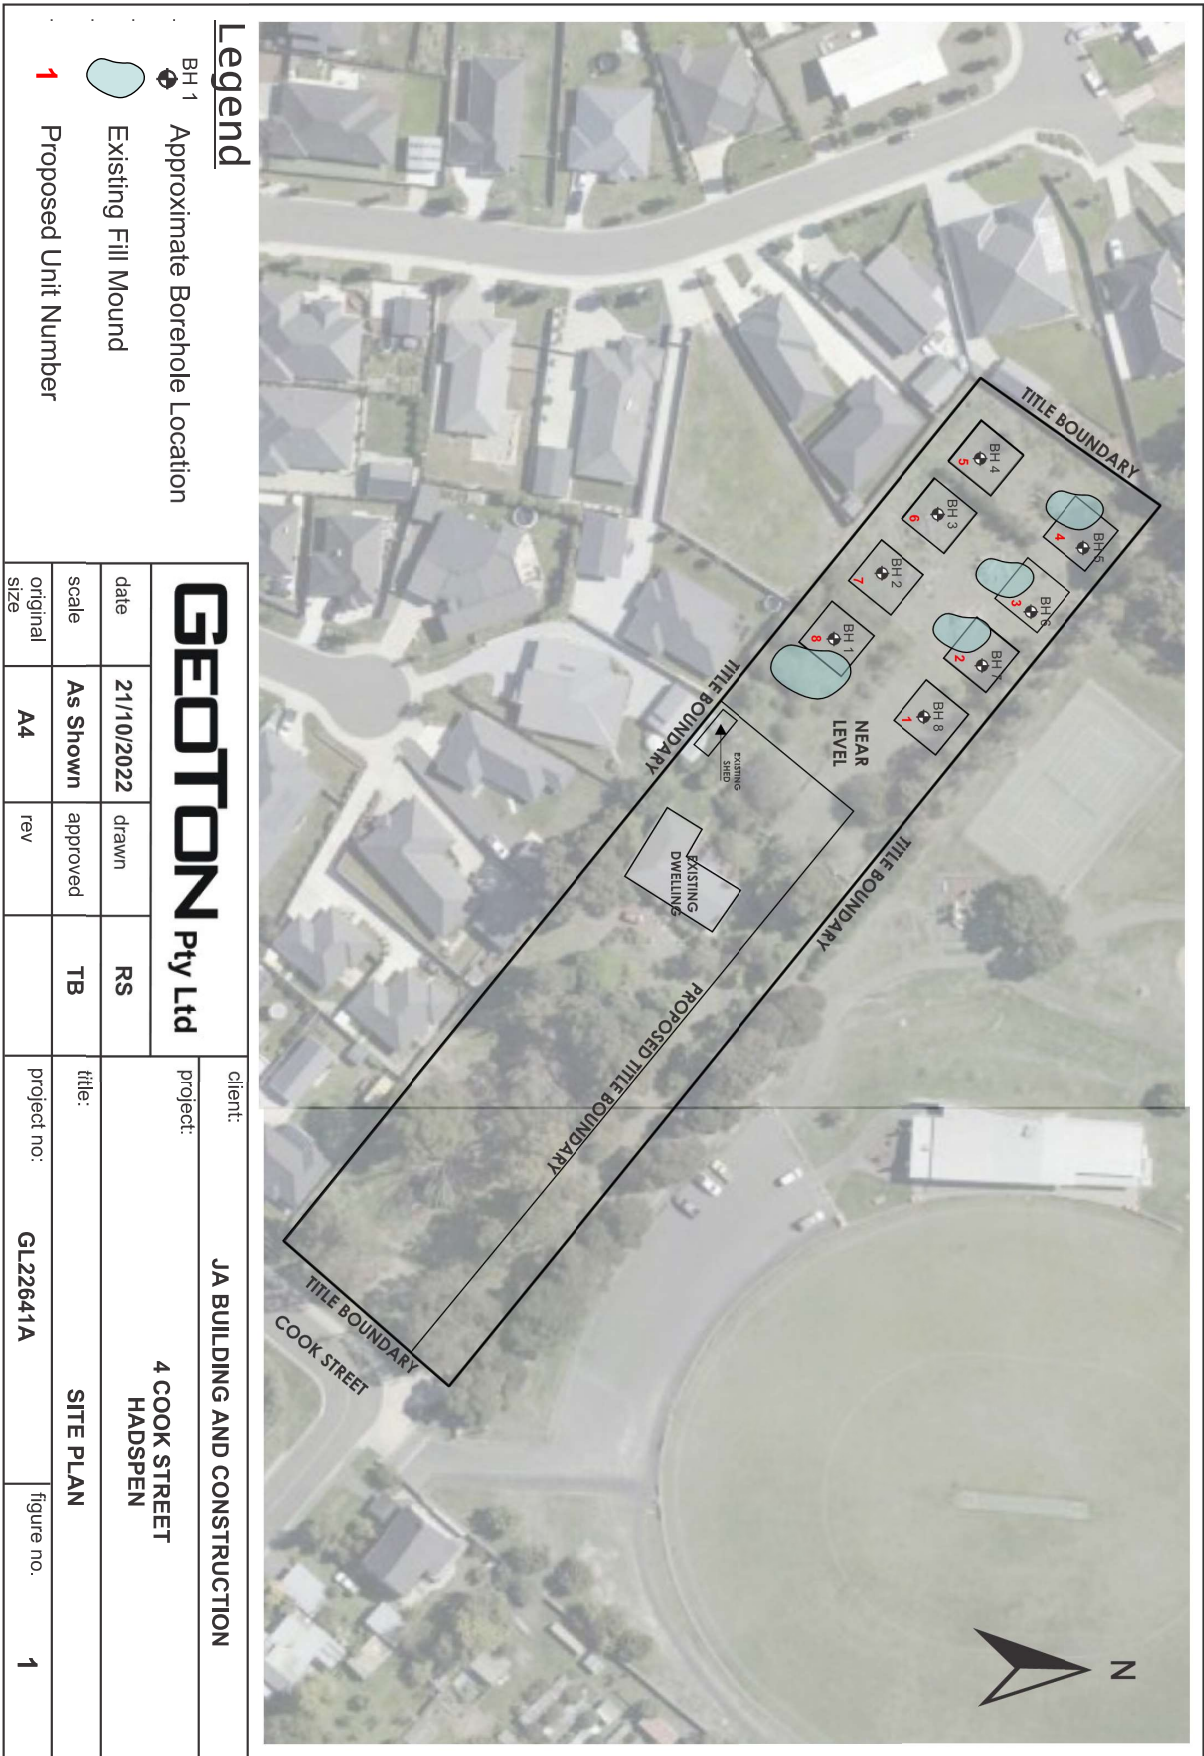 N
TITLE BOUNDARY
BH 4
5
BH 3
6
BH 2
7
BH 1
8
BH 5
4
BH 6
3
BH 7
2
BH 8
1
NEAR
LEVEL
TITLE BOUNDARY
TITLE BOUNDARY
EXISTING
SHED
EXISTING
DWELLING
PROPOSED TITLE BOUNDARY
TITLE BOUNDARY
COOK STREET
Legend
BH 1
Approximate Borehole Location
Existing Fill Mound
1
Proposed Unit Number
GEOTON Pty Ltd
date
21/10/2022
drawn
RS
scale
As Shown
approved
TB
original
size
A4
rev
client:
JA BUILDING AND CONSTRUCTION
project:
4 COOK STREET
HADSPEN
title:
SITE PLAN
project no:
GL22641A
figure no.
1